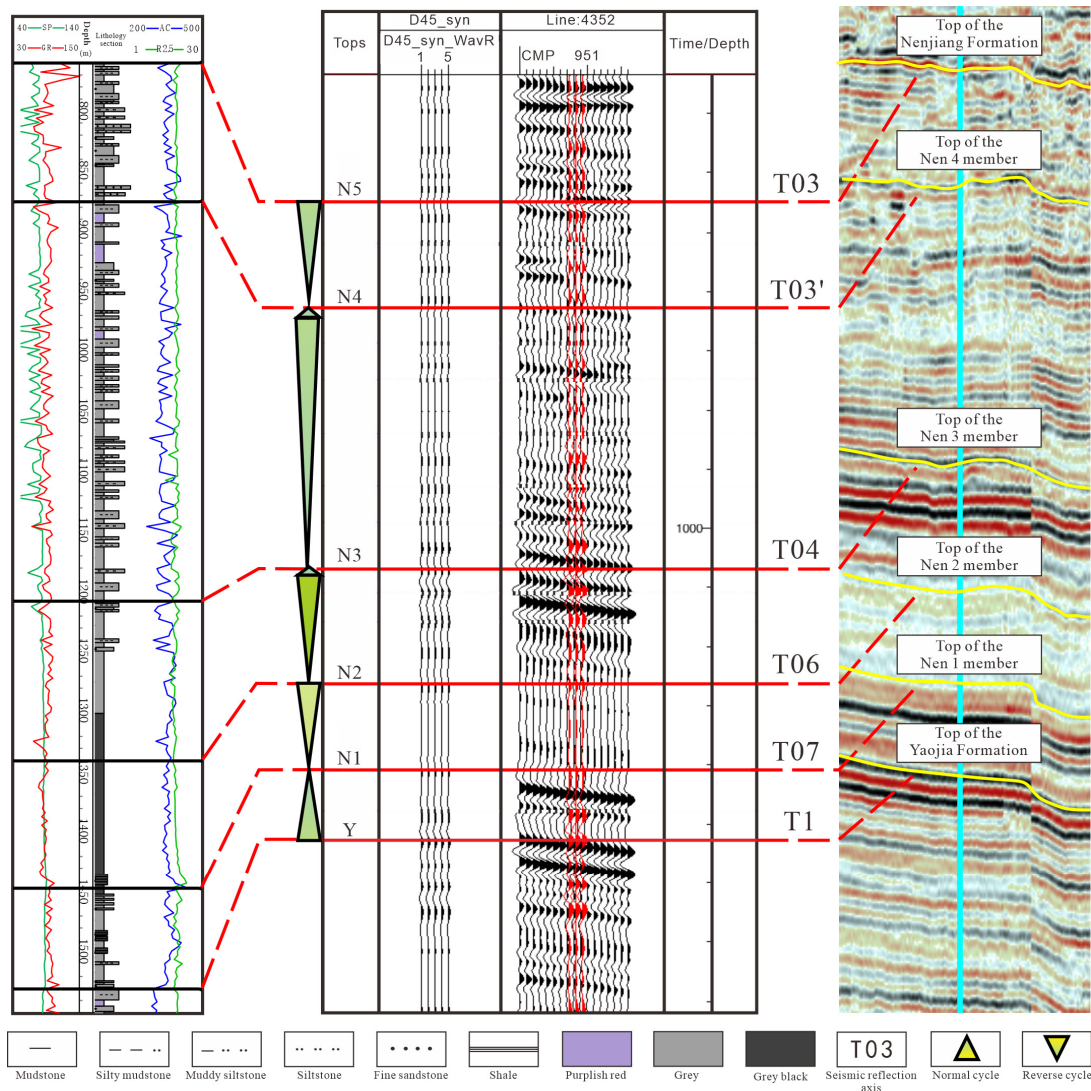 40 SP 140
30 GR 150
Depth (m)
Lithology section
200 AC 500
1 R25 30
800
850
900
950
1000
1050
1100
1150
1200
1250
1300
1350
1400
1450
1500
Tops
D45_syn
D45_syn_WavR
1 5
Line:4352
CMP 951
Time/Depth
1000
N5
N4
N3
N2
N1
Y
T03
T03'
T04
T06
T07
T1
Top of the
Nenjiang Formation
Top of the
Nen 4 member
Top of the
Nen 3 member
Top of the
Nen 2 member
Top of the
Nen 1 member
Top of the
Yaojia Formation
T03
Mudstone
Silty mudstone
Muddy siltstone
Siltstone
Fine sandstone
Shale
Purplish red
Grey
Grey black
Seismic reflection
axis
Normal cycle
Reverse cycle